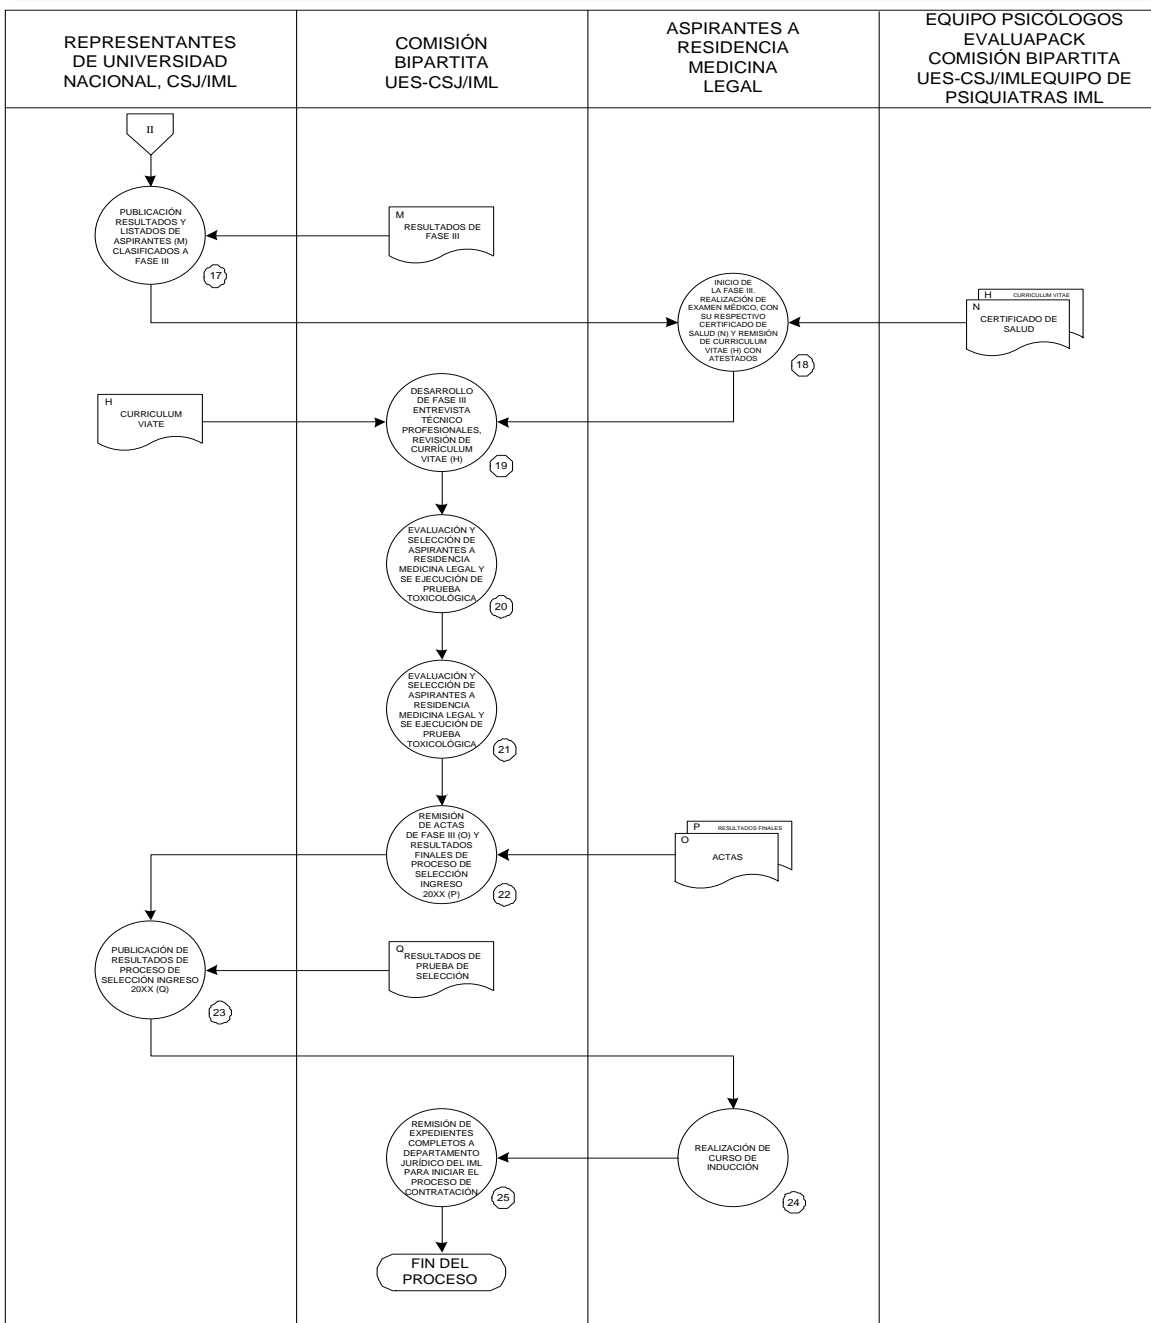 REPRESENTANTES
DE UNIVERSIDAD
NACIONAL, CSJ/IML
COMISIÓN
BIPARTITA
UES-CSJ/IML
ASPIRANTES A
RESIDENCIA
MEDICINA
LEGAL
EQUIPO PSICÓLOGOS
EVALUAPACK
COMISIÓN BIPARTITA
UES-CSJ/IMLEQUIPO DE
PSIQUIATRAS IML
II
PUBLICACIÓN
RESULTADOS Y
LISTADOS DE
ASPIRANTES (M)
CLASIFICADOS A
FASE III
17
M
RESULTADOS DE
FASE III
INICIO DE
LA FASE III.
REALIZACIÓN DE
EXAMEN MÉDICO, CON
SU RESPECTIVO
CERTIFICADO DE
SALUD (N) Y REMISIÓN
DE CURRICULUM
VITAE (H) CON
ATESTADOS
18
H
CURRICULUM VITAE
N
CERTIFICADO DE
SALUD
H
CURRICULUM
VIATE
DESARROLLO
DE FASE III
ENTREVISTA
TÉCNICO
PROFESIONALES,
REVISIÓN DE
CURRÍCULUM
VITAE (H)
19
EVALUACIÓN Y
SELECCIÓN DE
ASPIRANTES A
RESIDENCIA
MEDICINA LEGAL Y
SE EJECUCIÓN DE
PRUEBA
TOXICOLÓGICA
20
EVALUACIÓN Y
SELECCIÓN DE
ASPIRANTES A
RESIDENCIA
MEDICINA LEGAL Y
SE EJECUCIÓN DE
PRUEBA
TOXICOLÓGICA
21
REMISIÓN
DE ACTAS
DE FASE III (O) Y
RESULTADOS
FINALES DE
PROCESO DE
SELECCIÓN
INGRESO
20XX (P)
22
P
RESULTADOS FINALES
O
ACTAS
PUBLICACIÓN DE
RESULTADOS DE
PROCESO DE
SELECCIÓN INGRESO
20XX (Q)
23
Q
RESULTADOS DE
PRUEBA DE
SELECCIÓN
REMISIÓN DE
EXPEDIENTES
COMPLETOS A
DEPARTAMENTO
JURÍDICO DEL IML
PARA INICIAR EL
PROCESO DE
CONTRATACIÓN
25
REALIZACIÓN DE
CURSO DE
INDUCCIÓN
24
FIN DEL
PROCESO